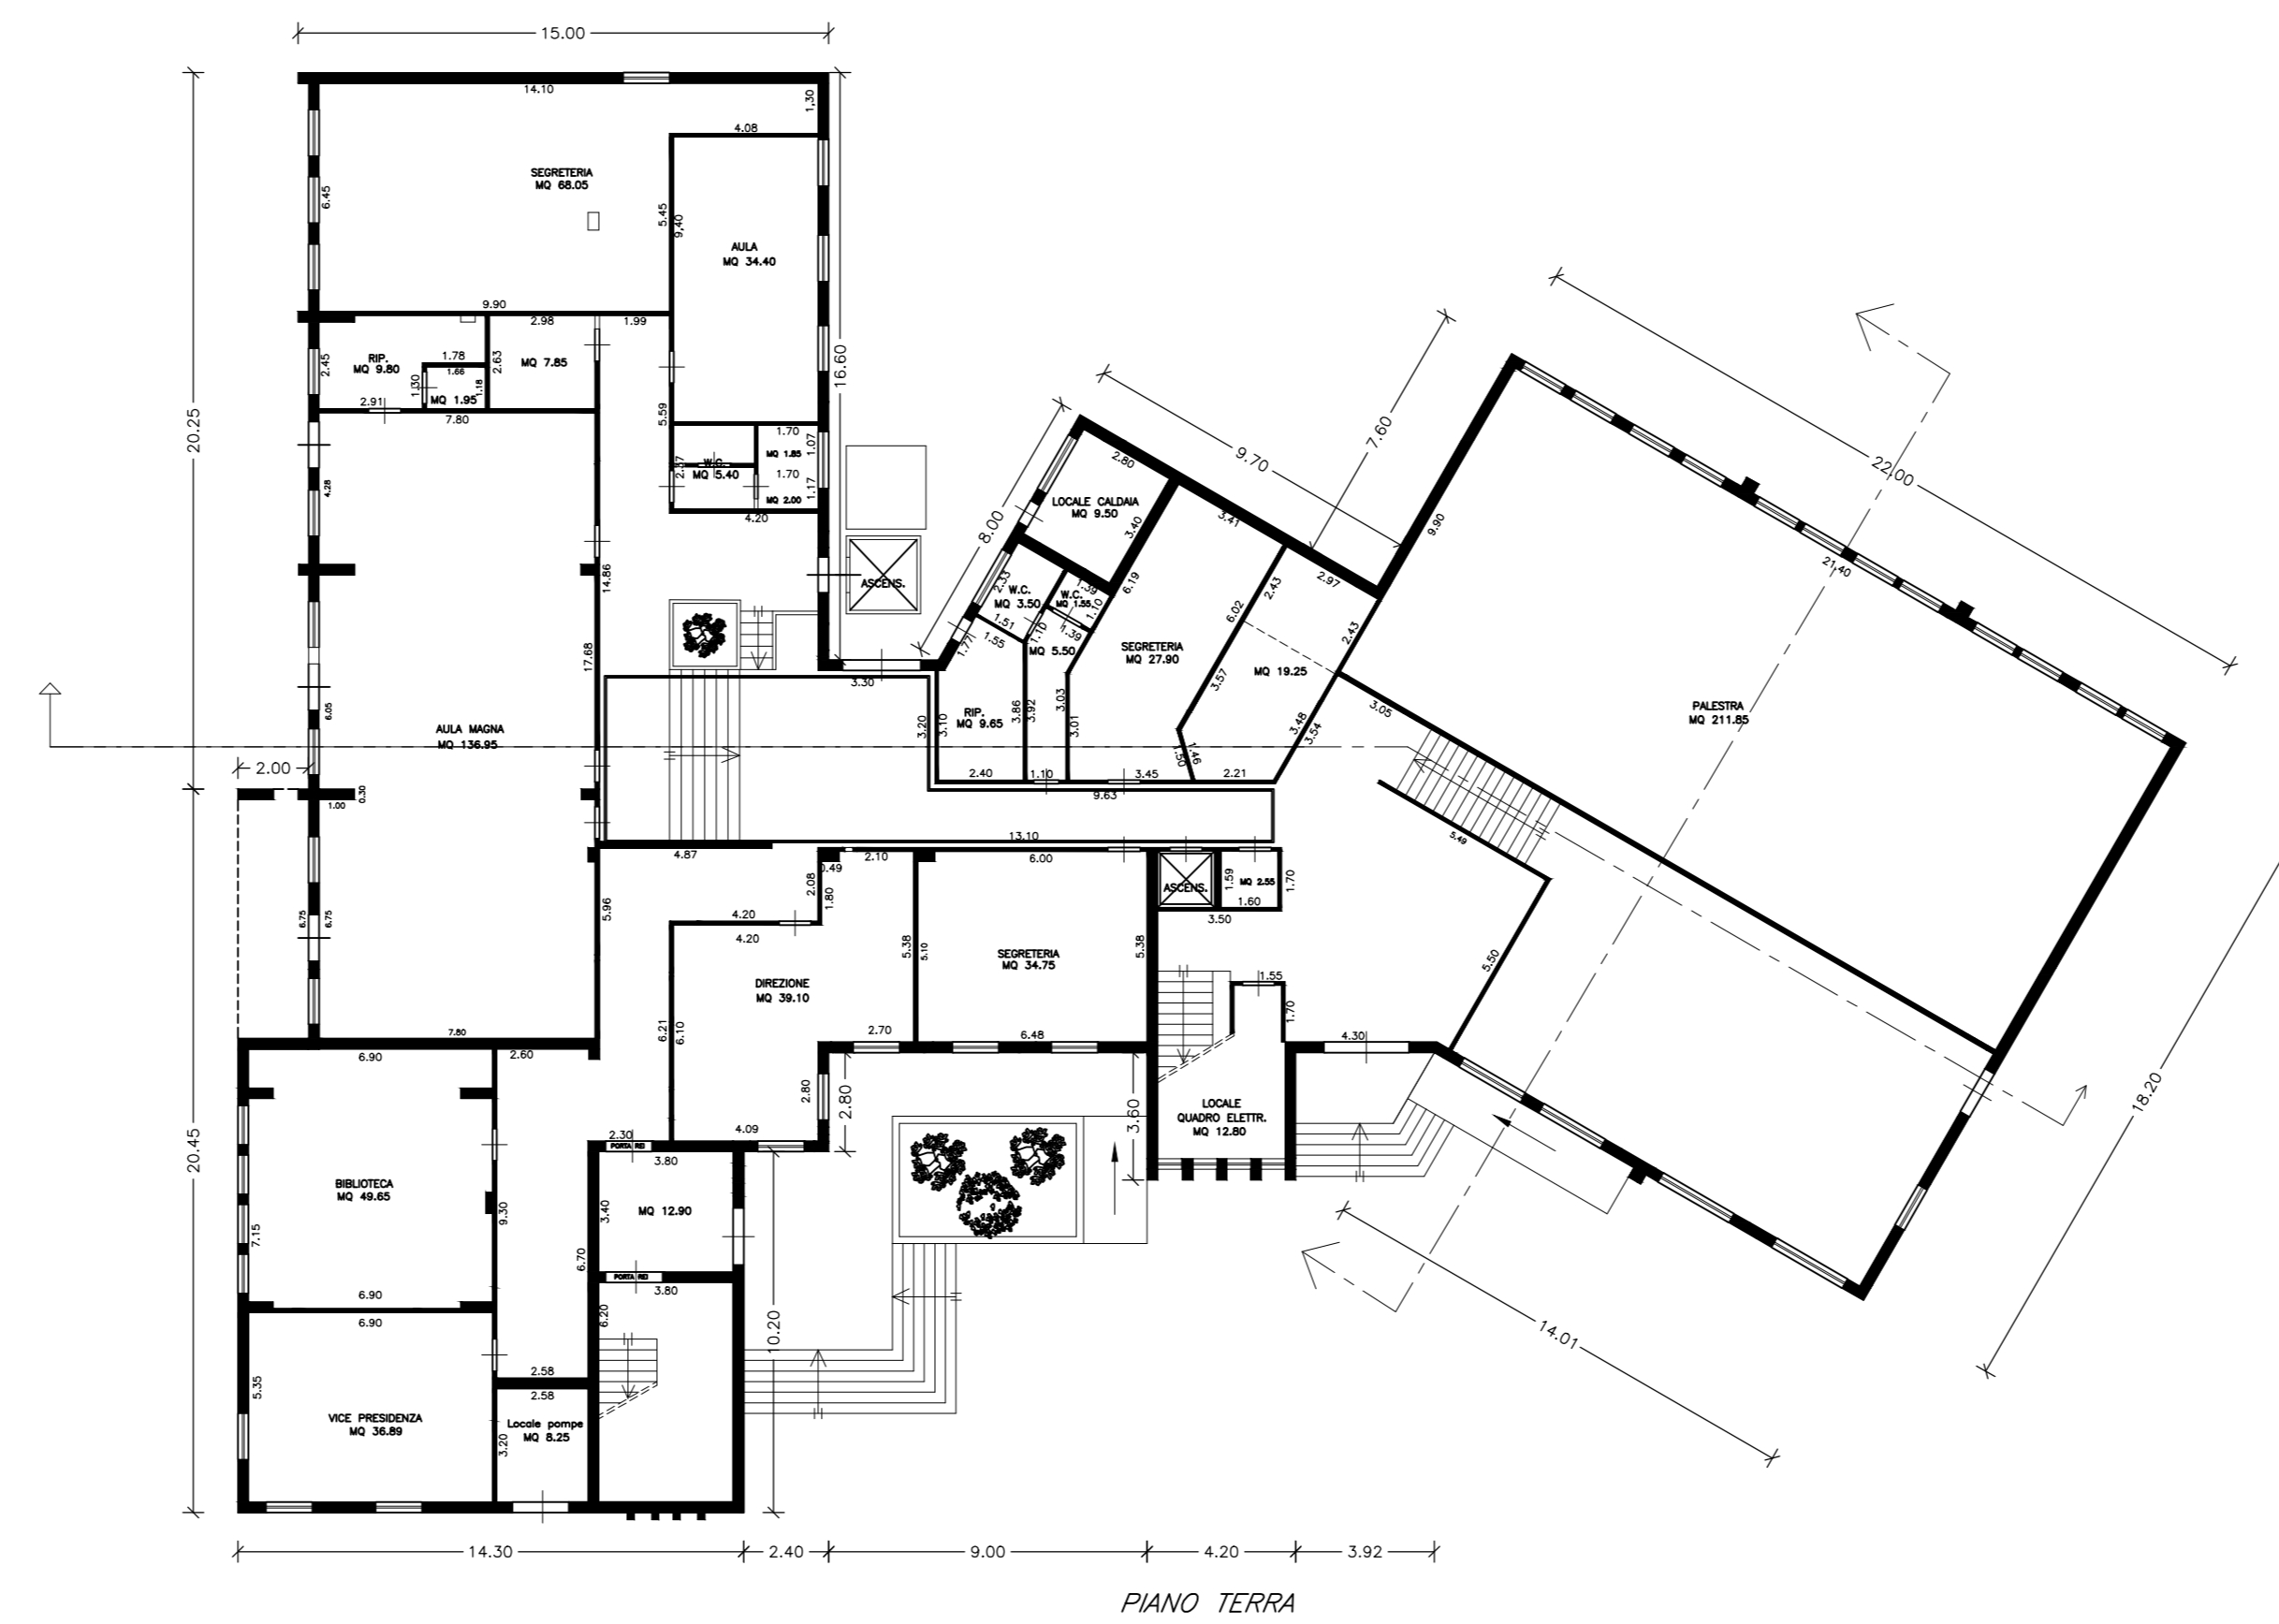 15.00
14.10
1,30
4.08
SEGRETERIA
MQ 68.05
6.45
5.45
9,40
AULA
MQ 34.40
20.25
16.60
9.90
2.98
1.99
RIP.
MQ 9.80
2.45
1.78
1.66
2.63
MQ 7.85
1.30
1.18
MQ 1.95
2.91
7.80
5.59
1.70
1.07
MQ 1.85
W.C.
MQ 5.40
2.37
1.70
1.17
MQ 2.00
4.20
4.28
14.86
ASCENS.
17.68
6.05
AULA MAGNA
MQ 136.95
2.00
1.00
0.30
3.30
8.00
9.70
7.60
22.00
2.80
LOCALE CALDAIA
MQ 9.50
3.40
3.41
9.90
21.40
2.33
W.C.
MQ 3.50
1.39
W.C.
MQ 1.55
1.10
6.19
2.43
2.97
6.02
1.51
1.55
1.77
1.10
1.39
MQ 5.50
SEGRETERIA
MQ 27.90
2.43
3.57
MQ 19.25
3.05
PALESTRA
MQ 211.85
3.20
3.10
RIP.
MQ 9.65
3.86
3.92
3.03
3.01
3.48
3.54
1.46
1.50
2.40
1.10
3.45
2.21
9.63
13.10
4.87
0.49
2.10
6.00
5.49
2.08
1.80
ASCENS.
1.59
MQ 2.55
1.70
1.60
3.50
5.96
6.75
6.75
4.20
4.20
5.38
5.10
SEGRETERIA
MQ 34.75
5.38
DIREZIONE
MQ 39.10
5.50
1.55
1.70
7.80
6.21
6.10
2.70
6.48
4.30
6.90
2.60
2.80
2.80
3.60
LOCALE
QUADRO ELETTR.
MQ 12.80
18.20
20.45
2.30
PORTA REI
4.09
3.80
BIBLIOTECA
MQ 49.65
7.15
9.30
3.40
MQ 12.90
6.70
PORTA REI
3.80
6.90
6.90
6.20
10.20
14.01
5.35
2.58
2.58
VICE PRESIDENZA
MQ 36.89
Locale pompe
MQ 8.25
3.20
14.30
2.40
9.00
4.20
3.92
PIANO TERRA